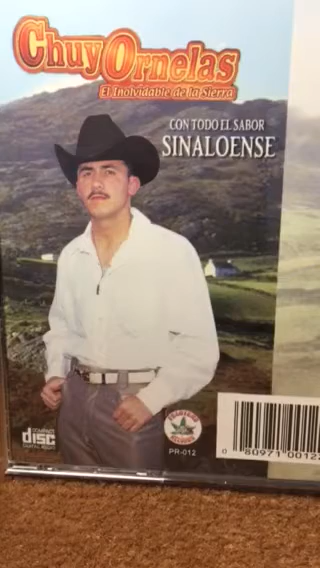 Chuy Ornelas
El Inolvidable de la Sierra
CON TODO EL SABOR
SINALOENSE
COMPACT
disc
DIGITAL AUDIO
PR-012
0 80971 00122